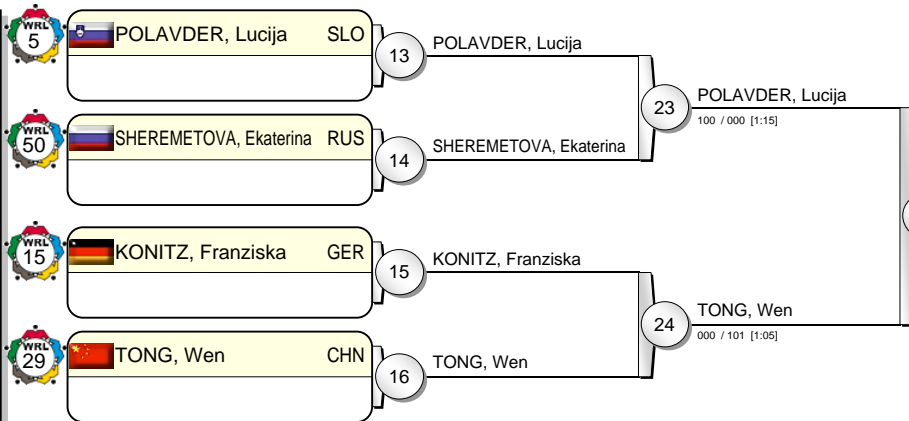 WRL
5
POLAVDER, Lucija SLO
13
POLAVDER, Lucija
23
POLAVDER, Lucija
100 / 000 [1:15]
WRL
50
SHEREMETOVA, Ekaterina RUS
14
SHEREMETOVA, Ekaterina
WRL
15
KONITZ, Franziska GER
15
KONITZ, Franziska
24
TONG, Wen
000 / 101 [1:05]
WRL
29
TONG, Wen CHN
16
TONG, Wen